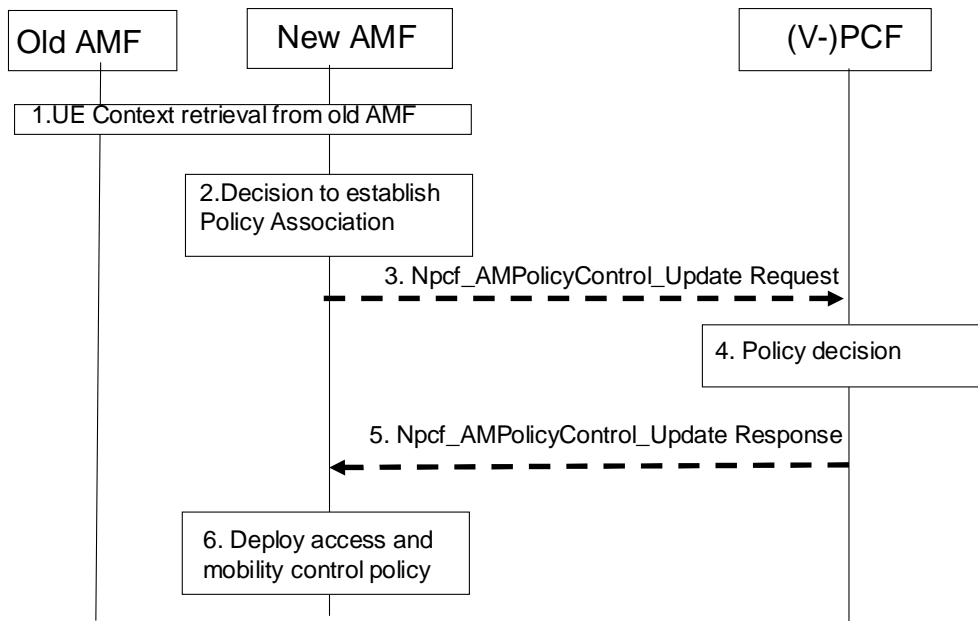 Old AMF
New AMF
(V-)PCF
1.UE Context retrieval from old AMF
2.Decision to establish
Policy Association
3. Npcf_AMPolicyControl_Update Request
4. Policy decision
5. Npcf_AMPolicyControl_Update Response
6. Deploy access and
mobility control policy